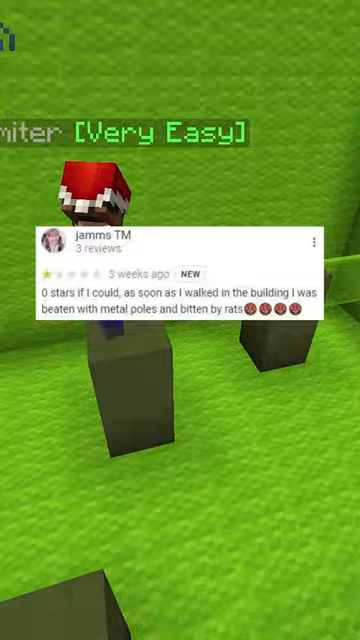 miter [Very Easy]
jamms TM
3 reviews
3 weeks ago NEW
0 stars if I could, as soon as I walked in the building I was
beaten with metal poles and bitten by rats😡😡😡😡